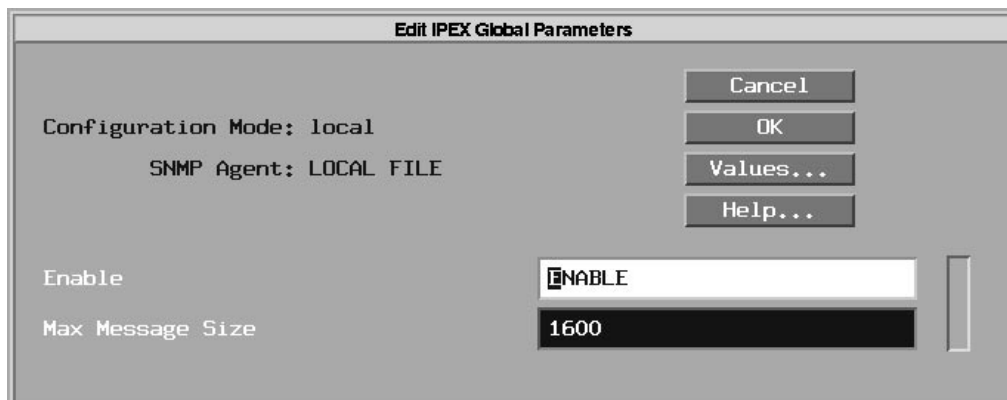 Edit IPEX Global Parameters
Cancel
Configuration Mode: local
OK
SNMP Agent: LOCAL FILE
Values...
Help...
Enable
ENABLE
Max Message Size
1600